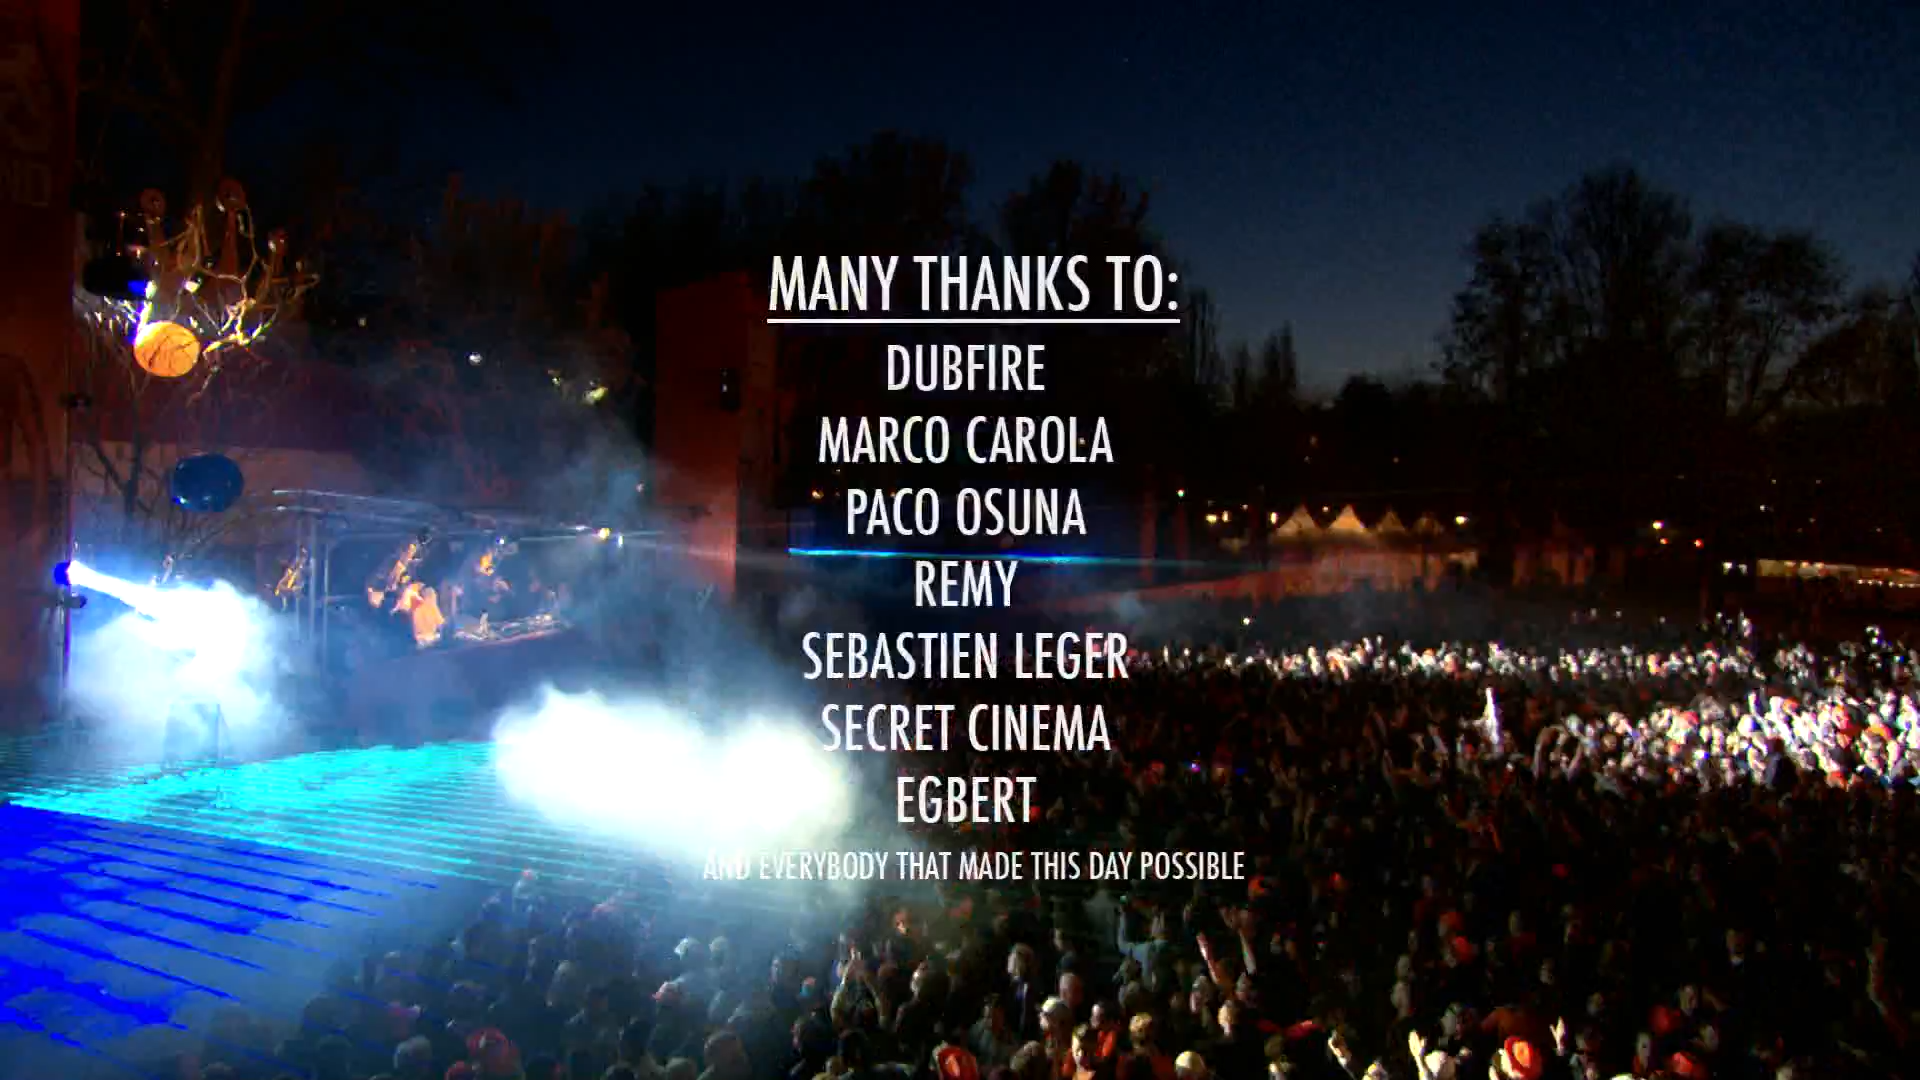 MANY THANKS TO:
DUBFIRE
MARCO CAROLA
PACO OSUNA
REMY
SEBASTIEN LEGER
SECRET CINEMA
EGBERT
AND EVERYBODY THAT MADE THIS DAY POSSIBLE